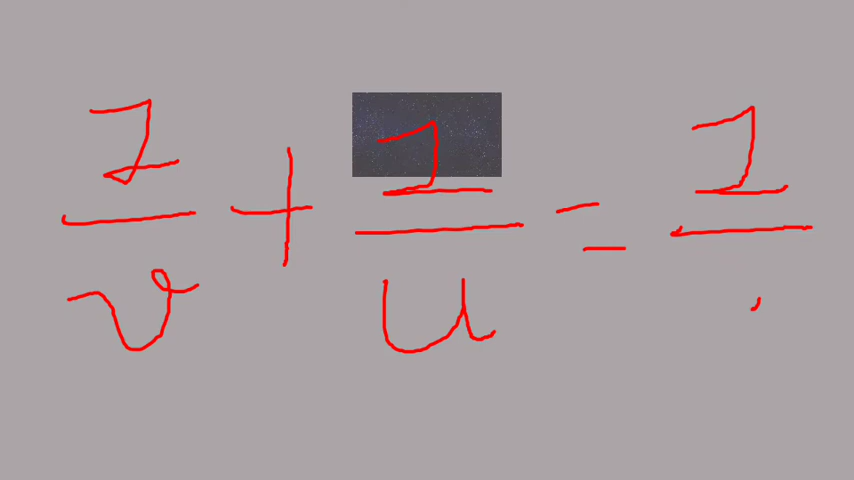 1/v + 1/u = 1/